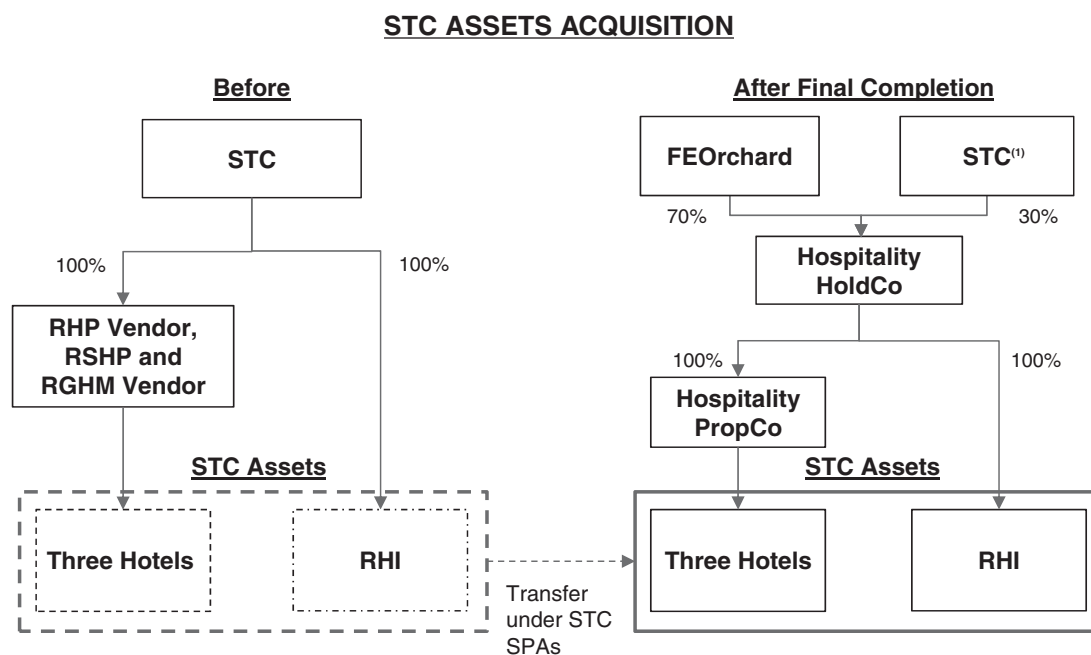 STC ASSETS ACQUISITION
Before
STC
100%
100%
RHP Vendor,
RSHP and
RGHM Vendor
STC Assets
Three Hotels
RHI
Transfer
under STC
SPAs
After Final Completion
FEOrchard
STC(1)
70%
30%
Hospitality
HoldCo
100%
100%
Hospitality
PropCo
STC Assets
Three Hotels
RHI